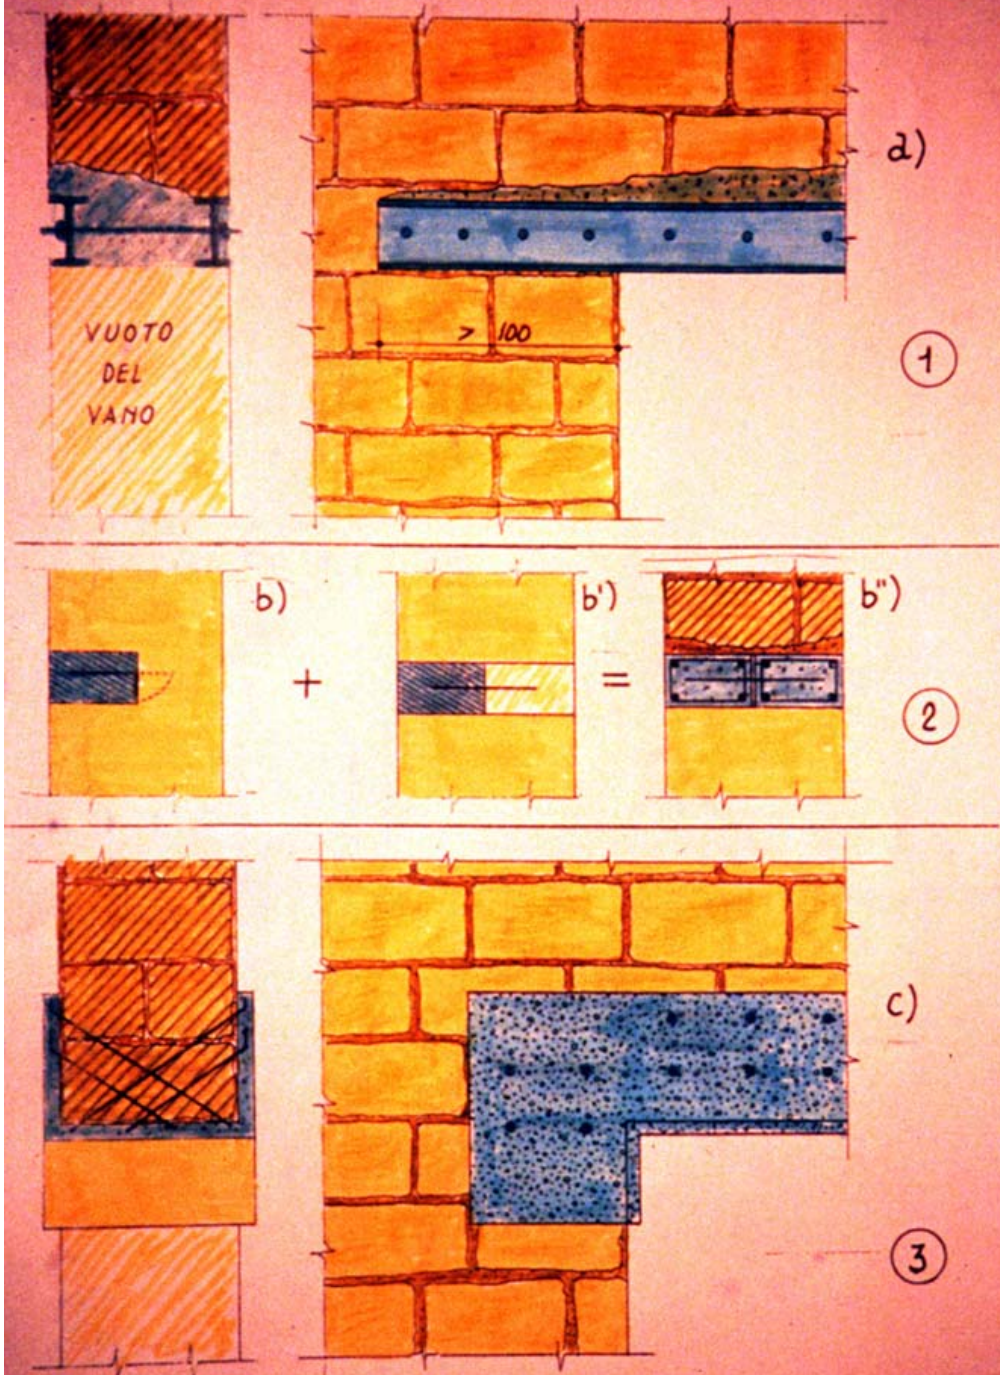 a)
VUOTO
DEL
VANO
> 100
1
b)
+
b')
=
b")
2
c)
3